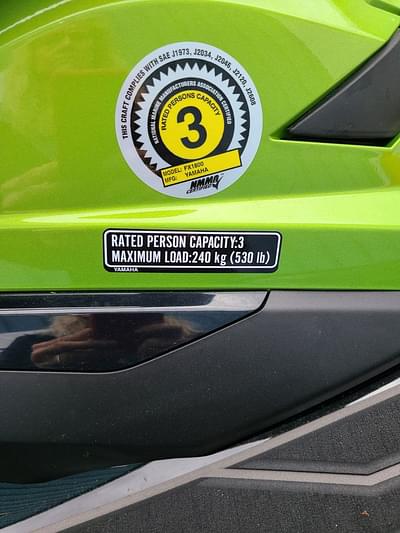 THIS CRAFT COMPLIES WITH SAE J1973, J2034, J2046, J2120, J2608
NATIONAL MARINE MANUFACTURERS ASSOCIATION CERTIFIED
RATED PERSONS CAPACITY
3
MODEL: FX1800
MFG: YAMAHA
NMMA
CERTIFIED
RATED PERSON CAPACITY:3
MAXIMUM LOAD:240 kg (530 lb)
YAMAHA